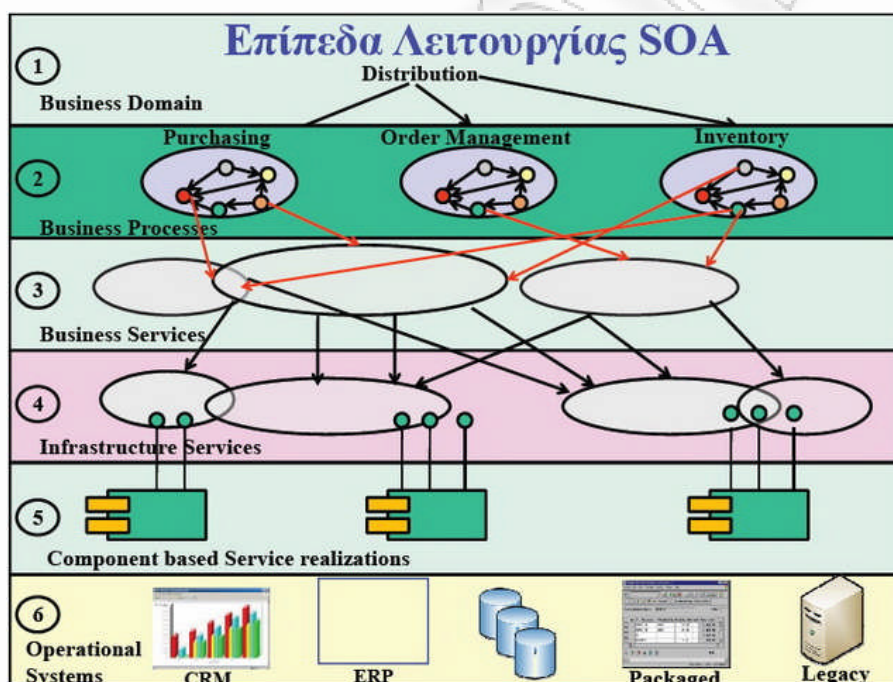 Επίπεδα Λειτουργίας SOA
1
Distribution
Business Domain
Purchasing
Order Management
Inventory
2
Business Processes
3
Business Services
4
Infrastructure Services
5
Component based Service realizations
6
Operational
Systems
CRM
ERP
Packaged
Legacy